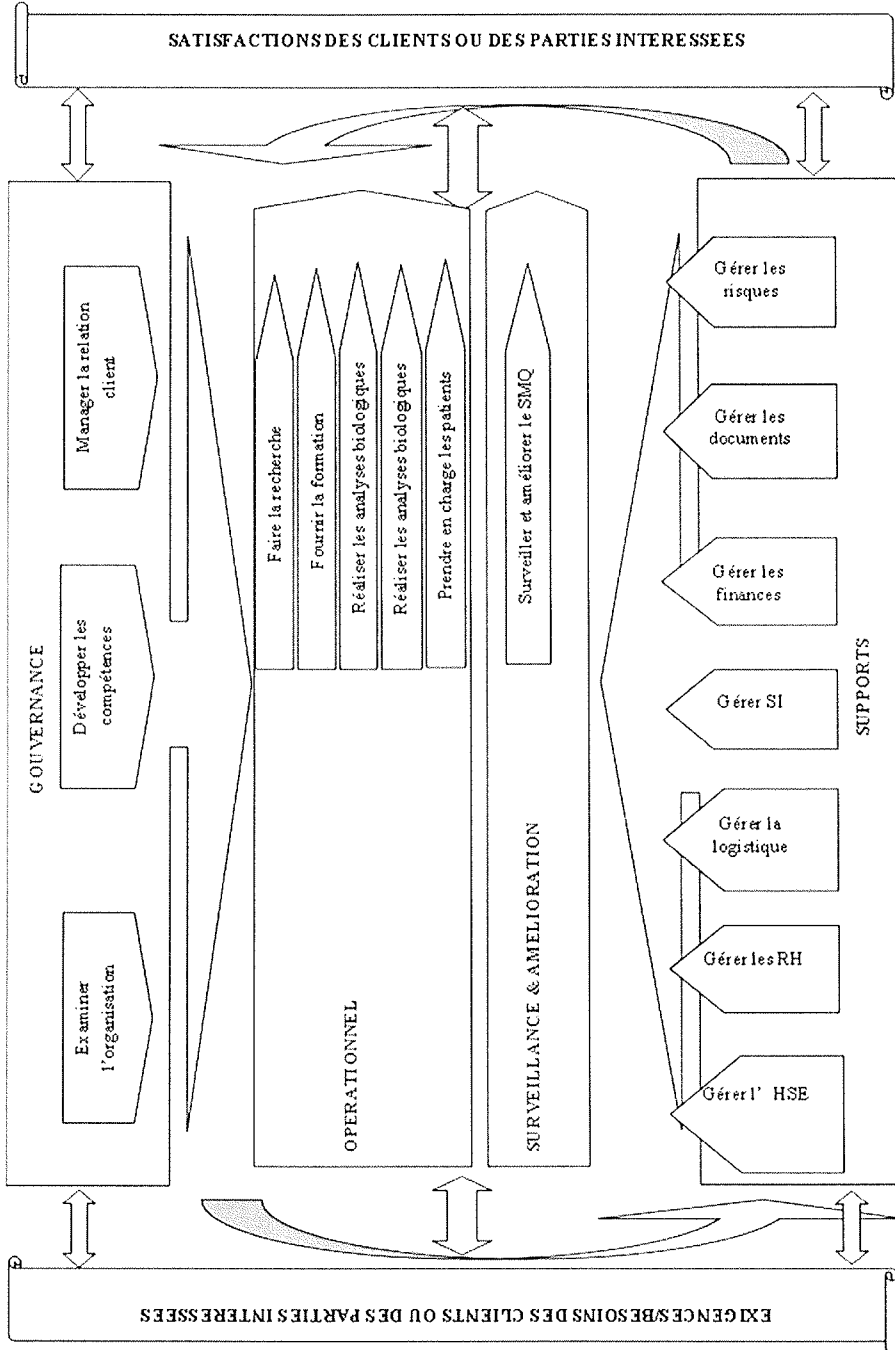 SATISFACTIONS DES CLIENTS OU DES PARTIES INTERESSEES
GOUVERNANCE
Examiner
l'organisation
Développer les
compétences
Manager la relation
client
OPERATIONNEL
Faire la recherche
Fournir la formation
Réaliser les analyses biologiques
Réaliser les analyses biologiques
Prendre en charge les patients
SURVEILLANCE & AMELIORATION
Surveiller et améliorer le SMQ
Gérer l' HSE
Gérer les RH
Gérer la
logistique
Gérer SI
Gérer les
finances
Gérer les
documents
Gérer les
risques
SUPPORTS
EXIGENCES/BESOINS DES CLIENTS OU DES PARTIES INTERESSEES